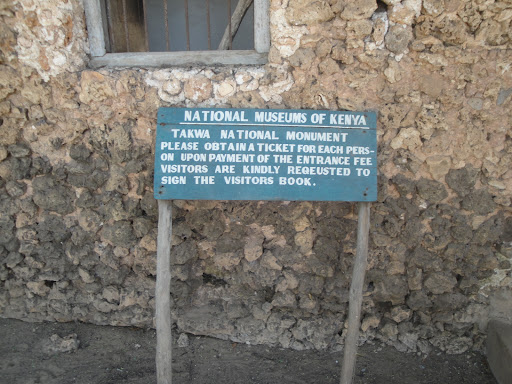 NATIONAL MUSEUMS OF KENYA
TAKWA NATIONAL MONUMENT
PLEASE OBTAIN A TICKET FOR EACH PERS-
ON UPON PAYMENT OF THE ENTRANCE FEE
VISITORS ARE KINDLY REQEUSTED TO
SIGN THE VISITORS BOOK.